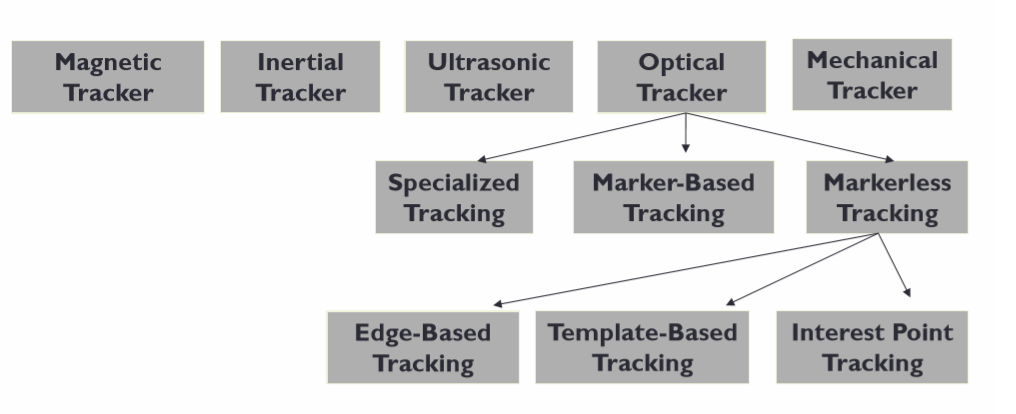 Magnetic
Tracker
Inertial
Tracker
Ultrasonic
Tracker
Optical
Tracker
Mechanical
Tracker
Specialized
Tracking
Marker-Based
Tracking
Markerless
Tracking
Edge-Based
Tracking
Template-Based
Tracking
Interest Point
Tracking